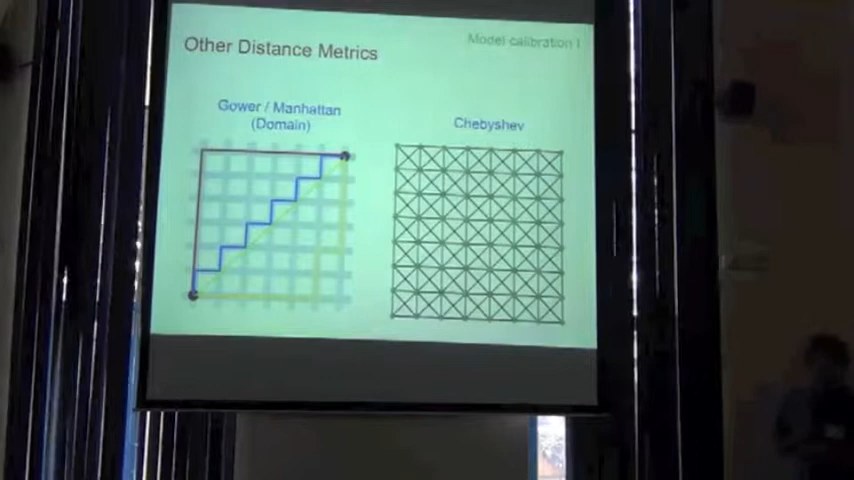 Other Distance Metrics
Model calibration I
Gower / Manhattan
(Domain)
Chebyshev